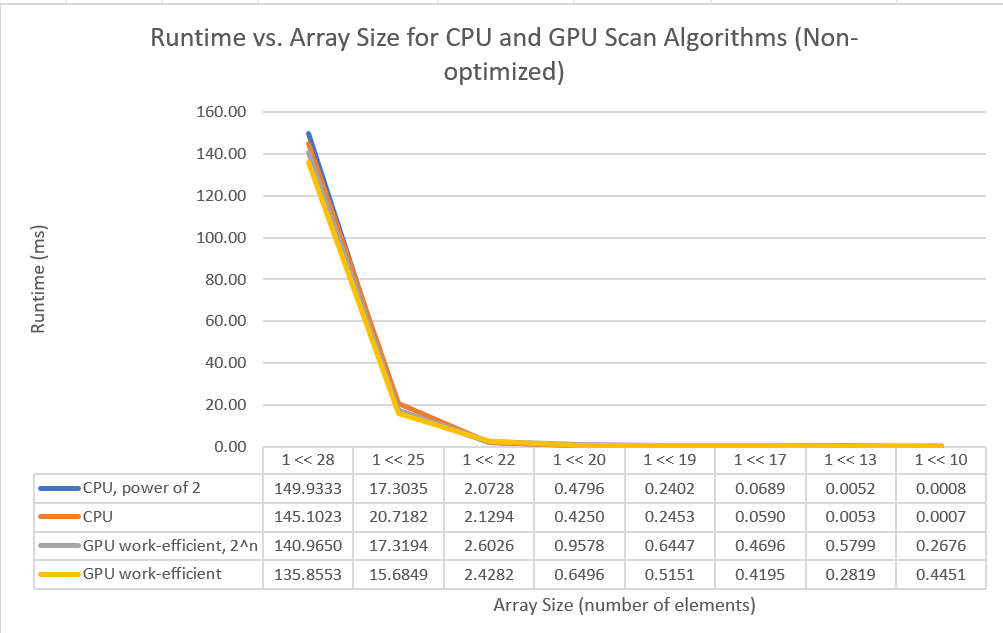 Runtime vs. Array Size for CPU and GPU Scan Algorithms (Non-
optimized)
160.00
140.00
120.00
100.00
80.00
60.00
40.00
20.00
0.00
Runtime (ms)
1 << 28 1 << 25 1 << 22 1 << 20 1 << 19 1 << 17 1 << 13 1 << 10
CPU, power of 2 149.9333 17.3035 2.0728 0.4796 0.2402 0.0689 0.0052 0.0008
CPU 145.1023 20.7182 2.1294 0.4250 0.2453 0.0590 0.0053 0.0007
GPU work-efficient, 2^n 140.9650 17.3194 2.6026 0.9578 0.6447 0.4696 0.5799 0.2676
GPU work-efficient 135.8553 15.6849 2.4282 0.6496 0.5151 0.4195 0.2819 0.4451
Array Size (number of elements)